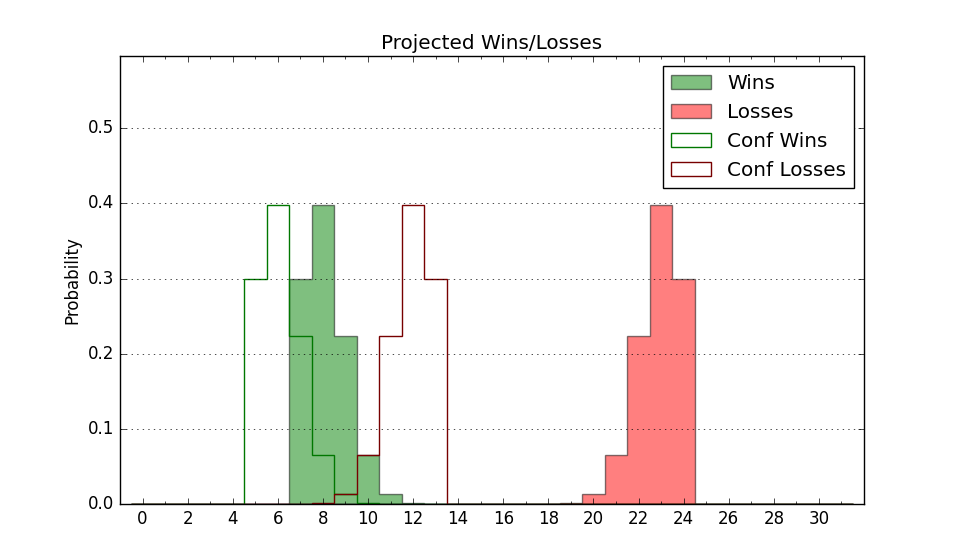 Projected Wins/Losses
Wins
Losses
Conf Wins
Conf Losses
Probability
0.5
0.4
0.3
0.2
0.1
0.0
0 2 4 6 8 10 12 14 16 18 20 22 24 26 28 30